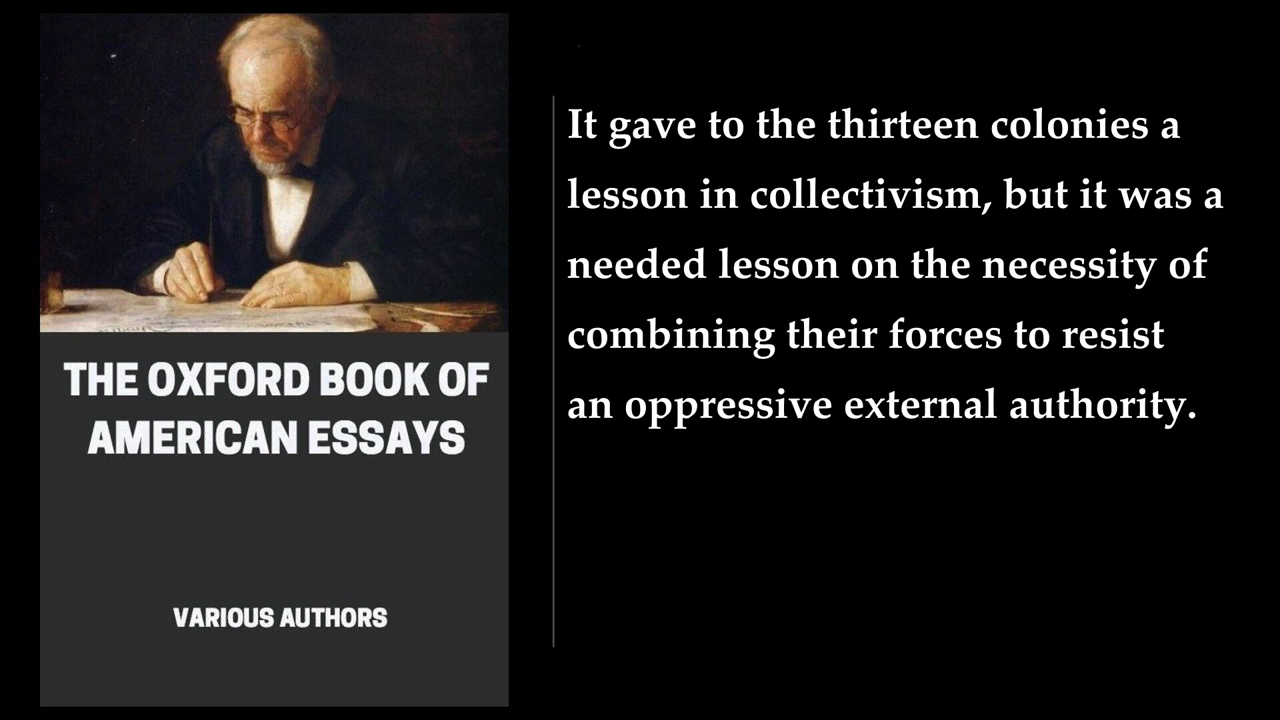 THE OXFORD BOOK OF
AMERICAN ESSAYS
VARIOUS AUTHORS
It gave to the thirteen colonies a
lesson in collectivism, but it was a
needed lesson on the necessity of
combining their forces to resist
an oppressive external authority.